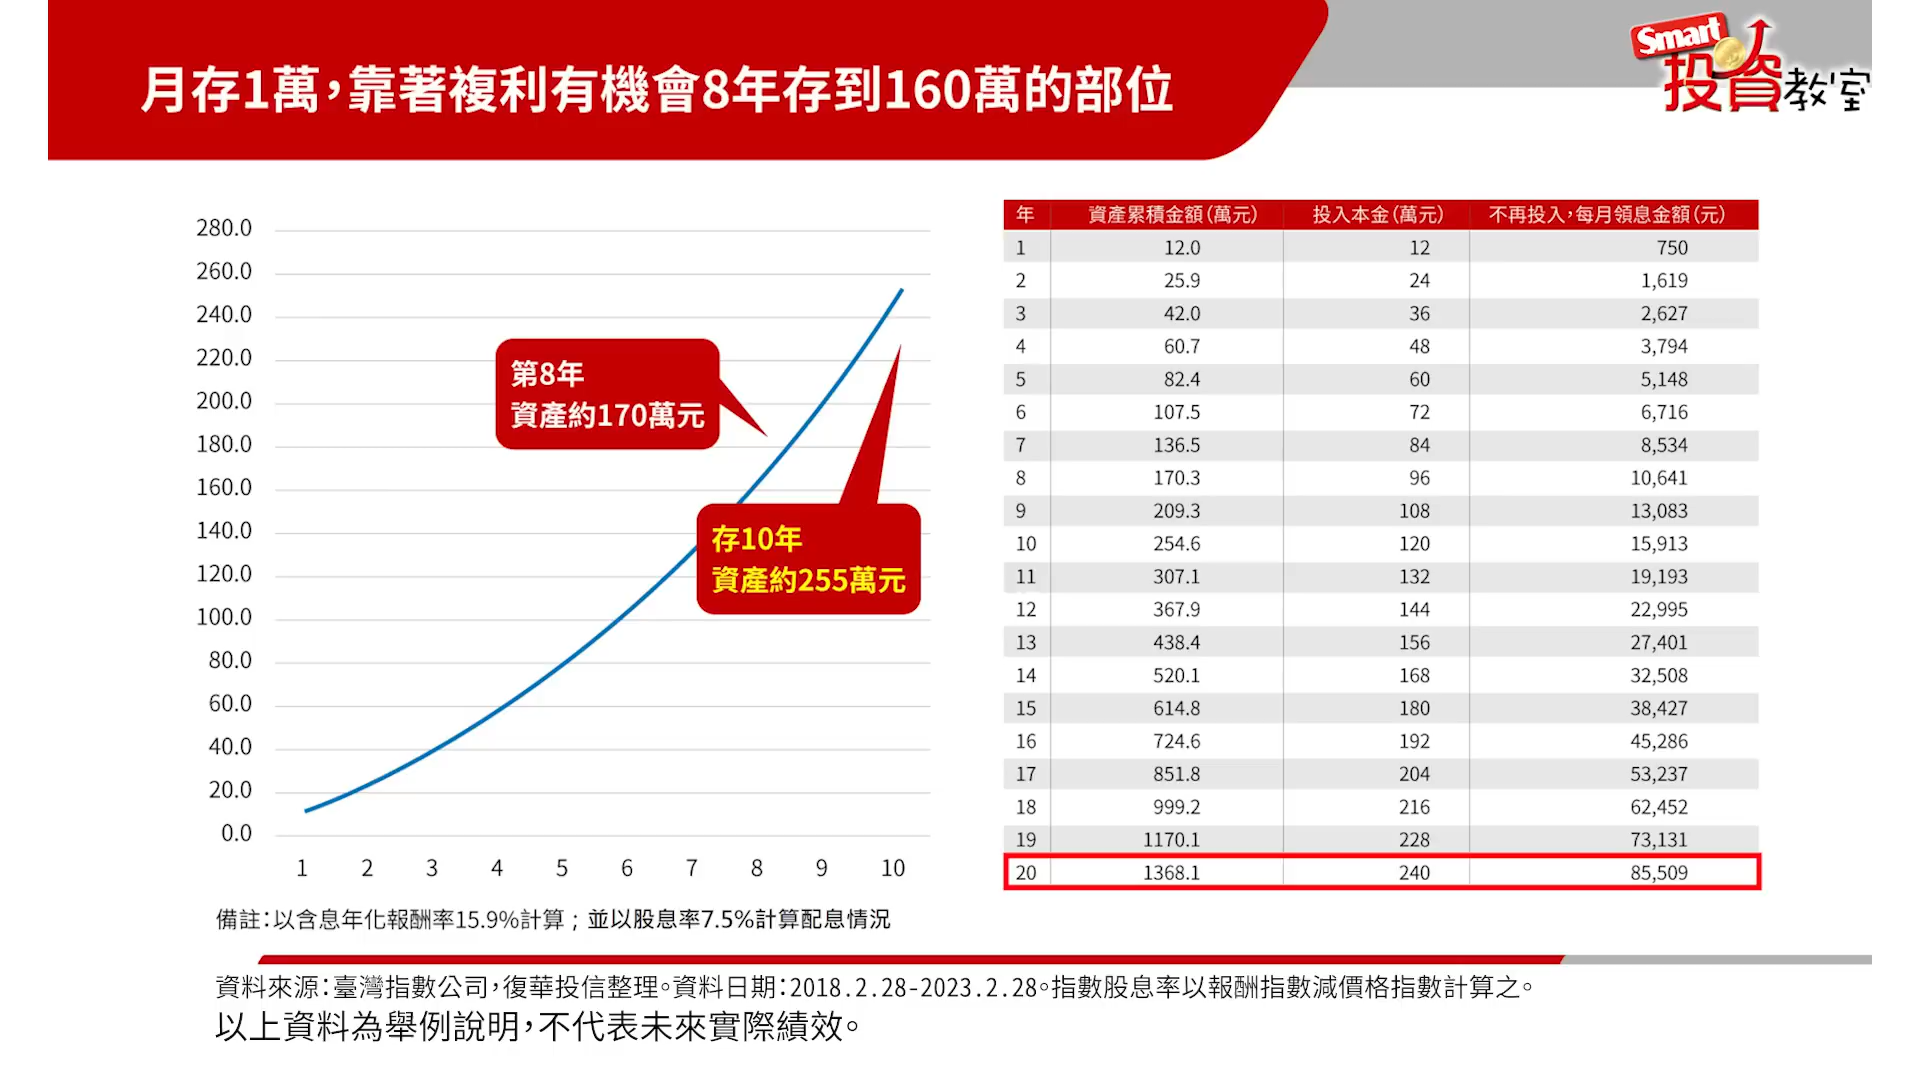 月存1萬，靠著複利有機會8年存到160萬的部位
Smart
投資教室
280.0
260.0
240.0
220.0
200.0
180.0
160.0
140.0
120.0
100.0
80.0
60.0
40.0
20.0
0.0
1 2 3 4 5 6 7 8 9 10
第8年
資產約170萬元
存10年
資產約255萬元
備註：以含息年化報酬率15.9%計算；並以股息率7.5%計算配息情況
年 資產累積金額(萬元) 投入本金(萬元) 不再投入，每月領息金額(元)
1 12.0 12 750
2 25.9 24 1,619
3 42.0 36 2,627
4 60.7 48 3,794
5 82.4 60 5,148
6 107.5 72 6,716
7 136.5 84 8,534
8 170.3 96 10,641
9 209.3 108 13,083
10 254.6 120 15,913
11 307.1 132 19,193
12 367.9 144 22,995
13 438.4 156 27,401
14 520.1 168 32,508
15 614.8 180 38,427
16 724.6 192 45,286
17 851.8 204 53,237
18 999.2 216 62,452
19 1170.1 228 73,131
20 1368.1 240 85,509
資料來源：臺灣指數公司，復華投信整理。資料日期：2018.2.28-2023.2.28。指數股息率以報酬指數減價格指數計算之。
以上資料為舉例說明，不代表未來實際績效。